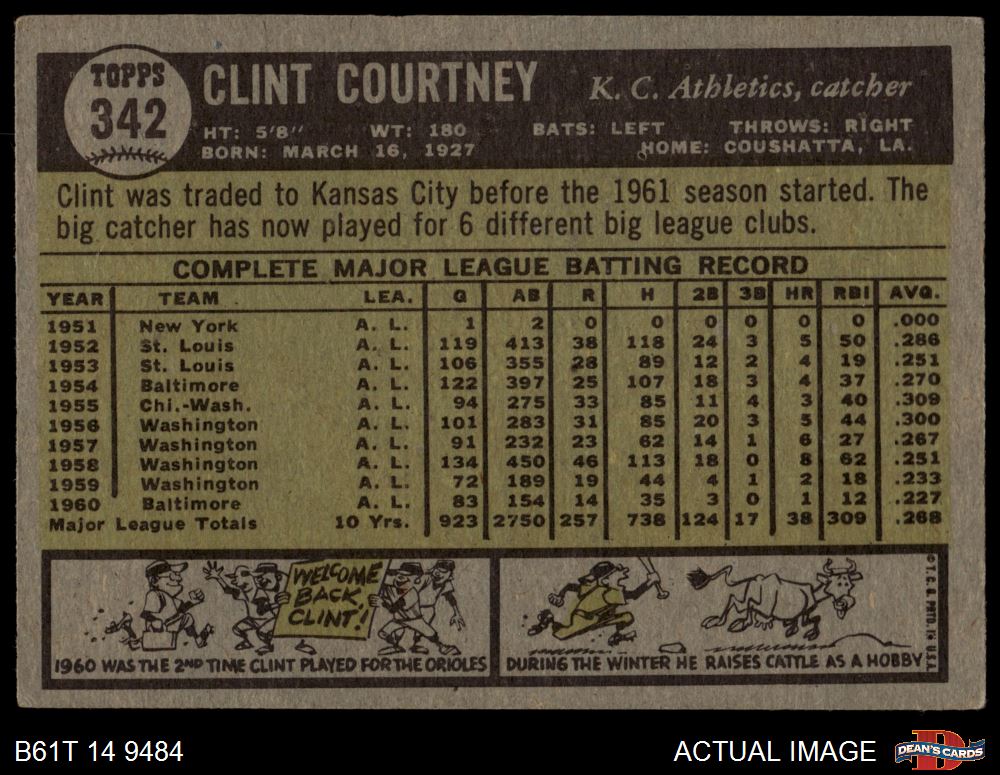 TOPPS
342
CLINT COURTNEY
K. C. Athletics, catcher
HT: 5'8" WT: 180 BATS: LEFT THROWS: RIGHT
BORN: MARCH 16, 1927 HOME: COUSHATTA, LA.
Clint was traded to Kansas City before the 1961 season started. The
big catcher has now played for 6 different big league clubs.
COMPLETE MAJOR LEAGUE BATTING RECORD
YEAR TEAM LEA. G AB R H 2B 3B HR RBI AVG.
1951 New York A. L. 1 2 0 0 0 0 0 0 .000
1952 St. Louis A. L. 119 413 38 118 24 3 5 50 .286
1953 St. Louis A. L. 106 355 28 89 12 2 4 19 .251
1954 Baltimore A. L. 122 397 25 107 18 3 4 37 .270
1955 Chi.-Wash. A. L. 94 275 33 85 11 4 3 40 .309
1956 Washington A. L. 101 283 31 85 20 3 5 44 .300
1957 Washington A. L. 91 232 23 62 14 1 6 27 .267
1958 Washington A. L. 134 450 46 113 18 0 8 62 .251
1959 Washington A. L. 72 189 19 44 4 1 2 18 .233
1960 Baltimore A. L. 83 154 14 35 3 0 1 12 .227
Major League Totals 10 Yrs. 923 2750 257 738 124 17 38 309 .268
WELCOME
BACK
CLINT!
1960 WAS THE 2ND TIME CLINT PLAYED FOR THE ORIOLES
DURING THE WINTER HE RAISES CATTLE AS A HOBBY
© T. C. G. PRTD. IN U.S.A.
B61T 14 9484
ACTUAL IMAGE
D
DEAN'S CARDS